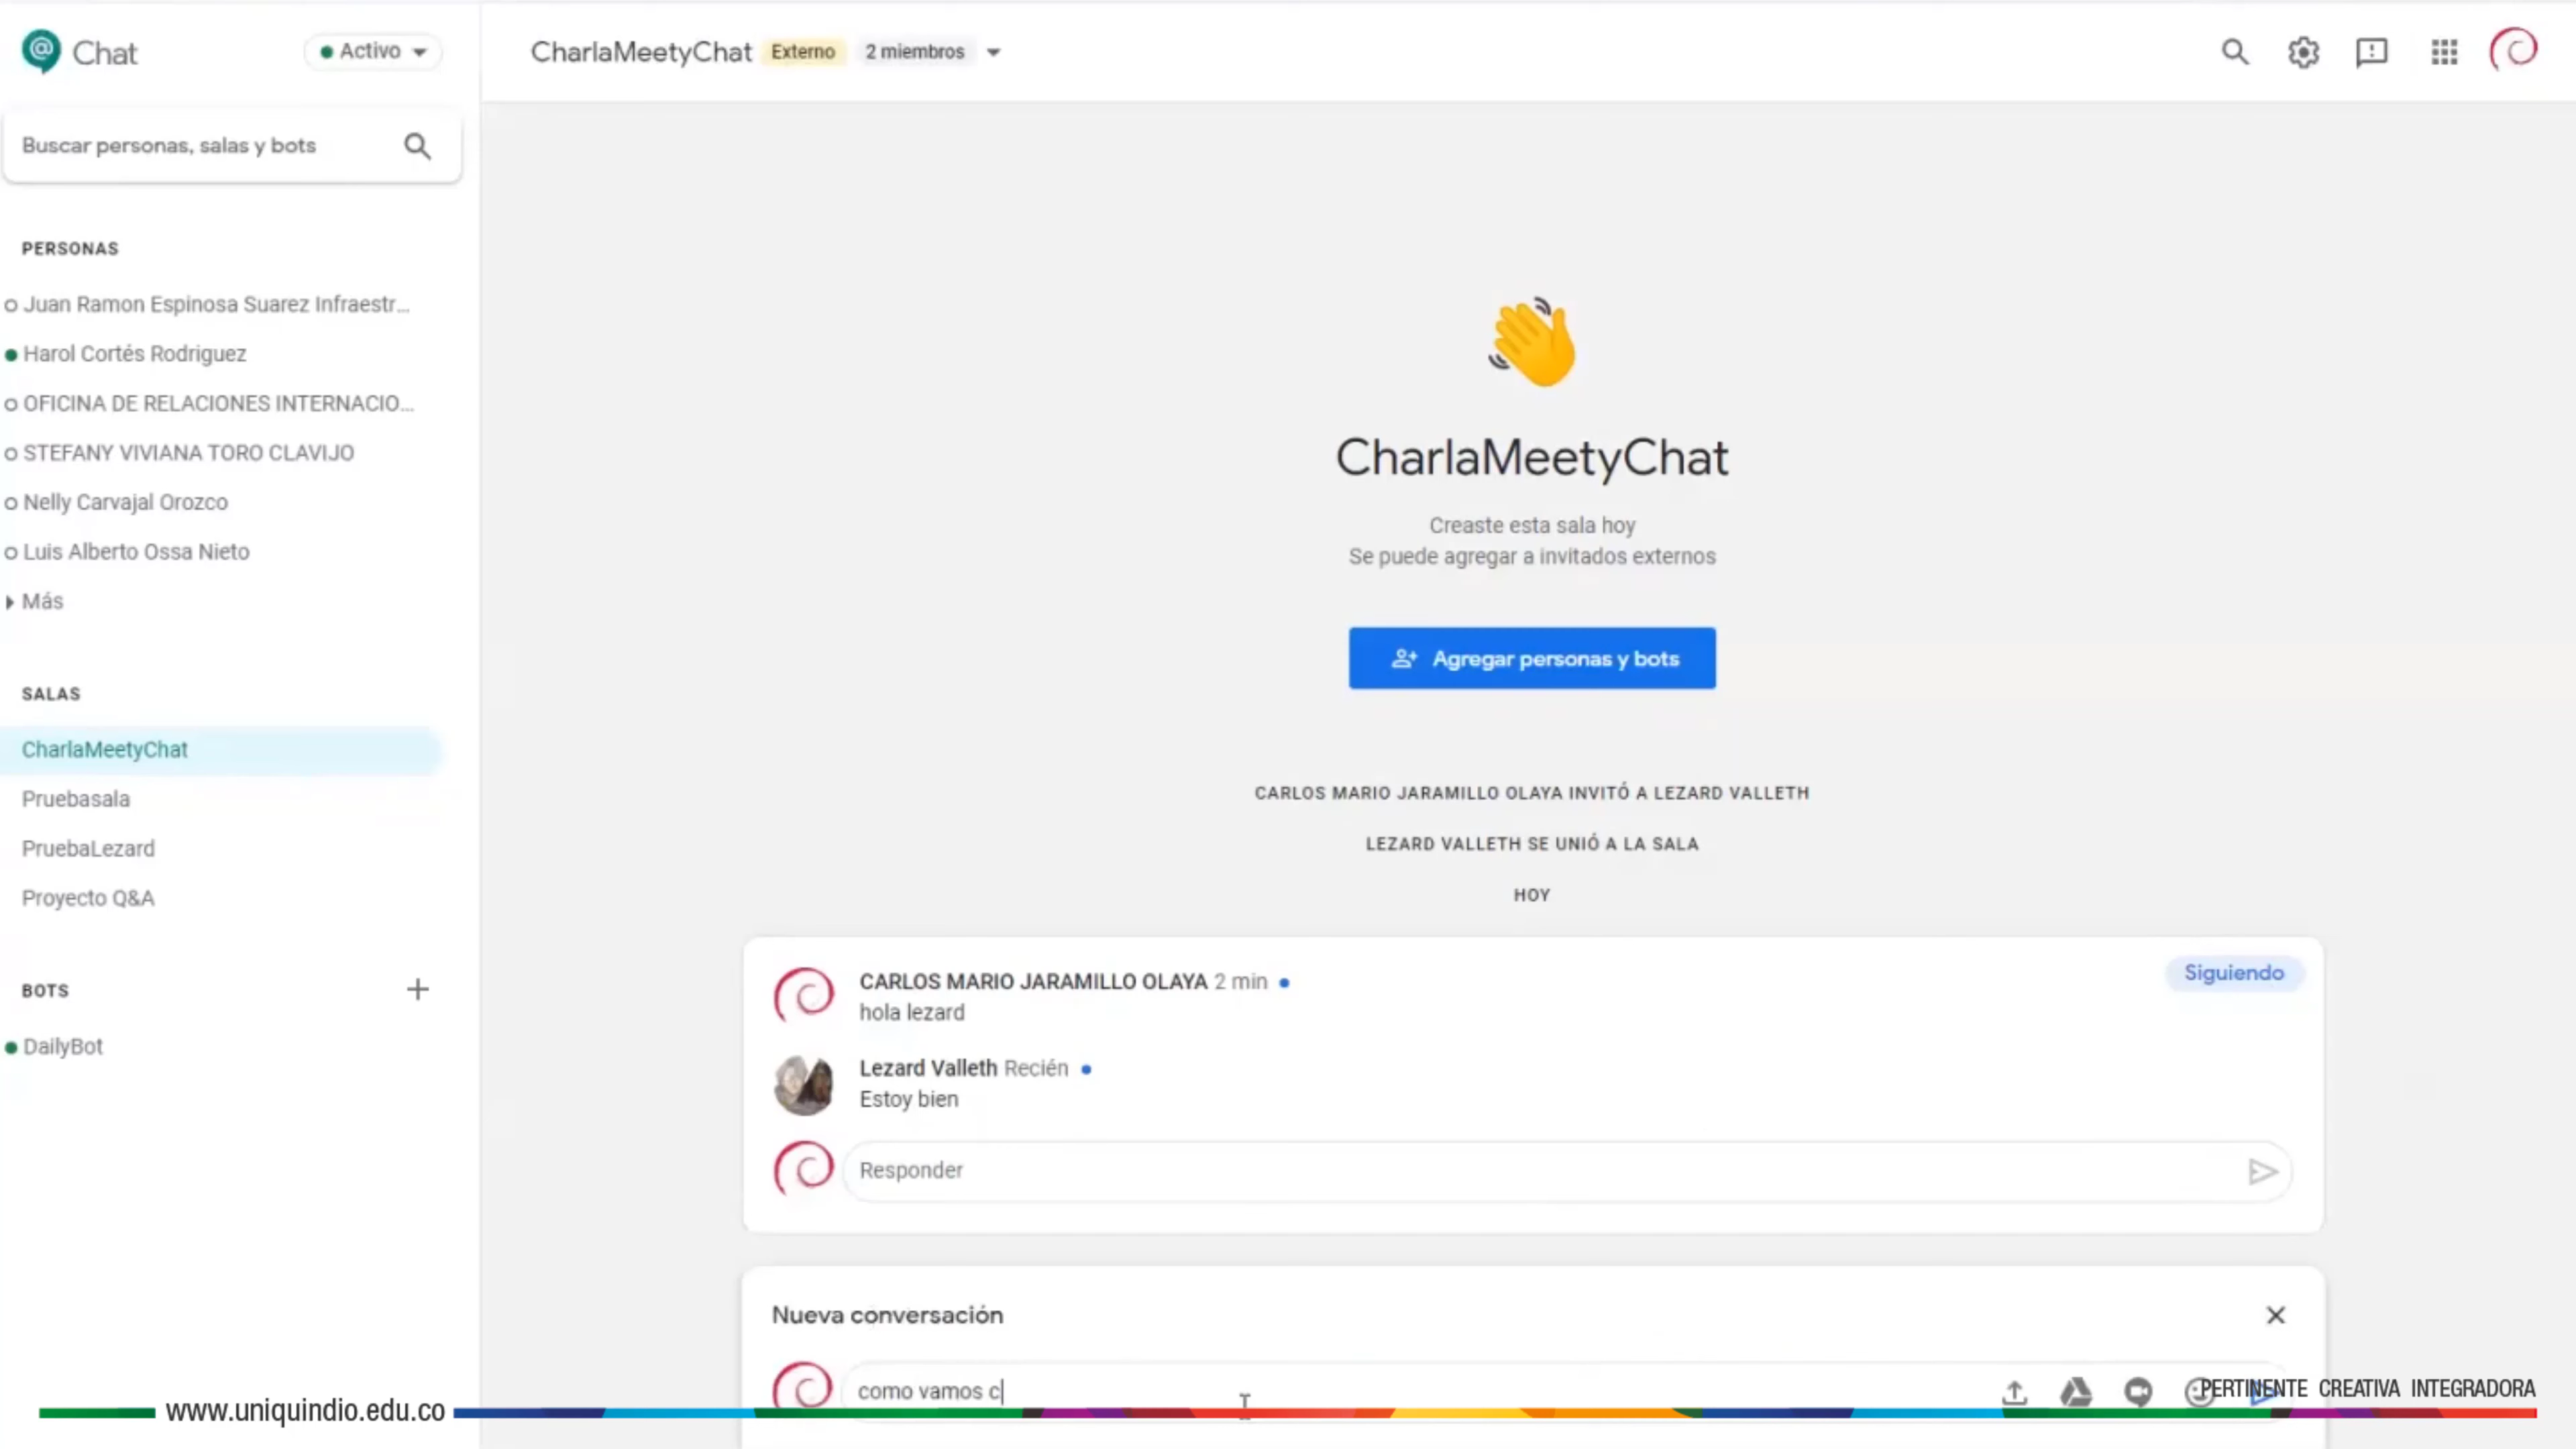 Chat
Activo
CharlaMeetyChat Externo 2 miembros
Buscar personas, salas y bots
PERSONAS
Juan Ramon Espinosa Suarez Infraestr...
Harol Cortés Rodriguez
OFICINA DE RELACIONES INTERNACIO...
STEFANY VIVIANA TORO CLAVIJO
Nelly Carvajal Orozco
Luis Alberto Ossa Nieto
Más
SALAS
CharlaMeetyChat
Pruebasala
PruebaLezard
Proyecto Q&A
BOTS
DailyBot
CharlaMeetyChat
Creaste esta sala hoy
Se puede agregar a invitados externos
Agregar personas y bots
CARLOS MARIO JARAMILLO OLAYA INVITÓ A LEZARD VALLETH
LEZARD VALLETH SE UNIÓ A LA SALA
HOY
Siguiendo
CARLOS MARIO JARAMILLO OLAYA 2 min
hola lezard
Lezard Valleth Recién
Estoy bien
Responder
Nueva conversación
como vamos c
www.uniquindio.edu.co
PERTINENTE CREATIVA INTEGRADORA